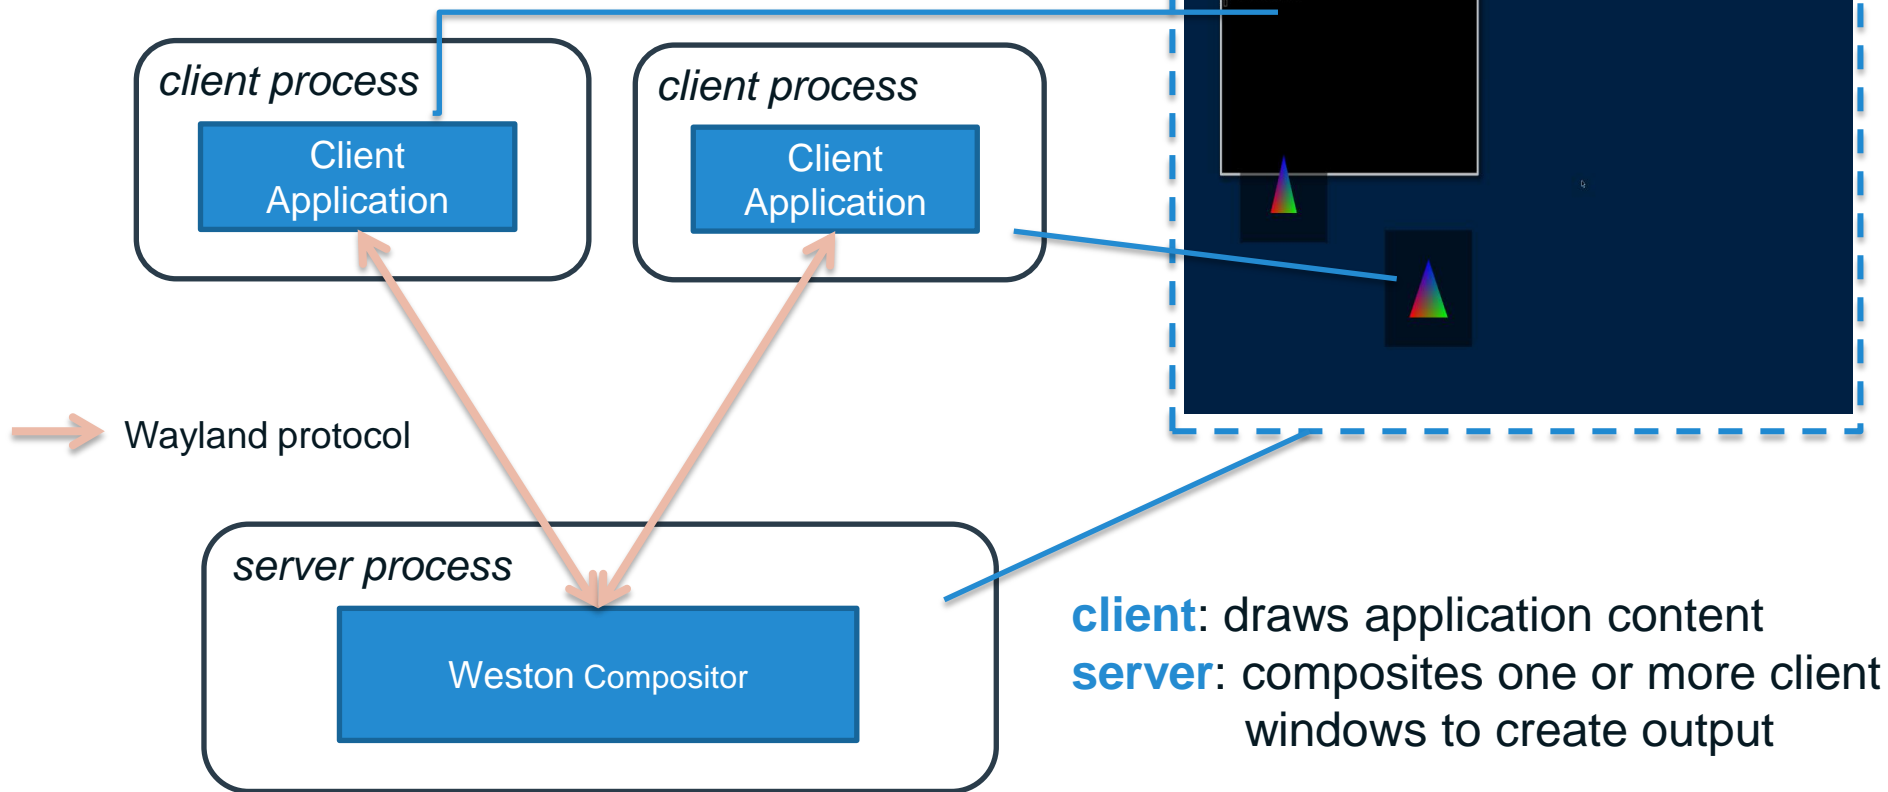 client process
Client
Application
client process
Client
Application
Wayland protocol
server process
Weston Compositor
client: draws application content
server: composites one or more client
windows to create output